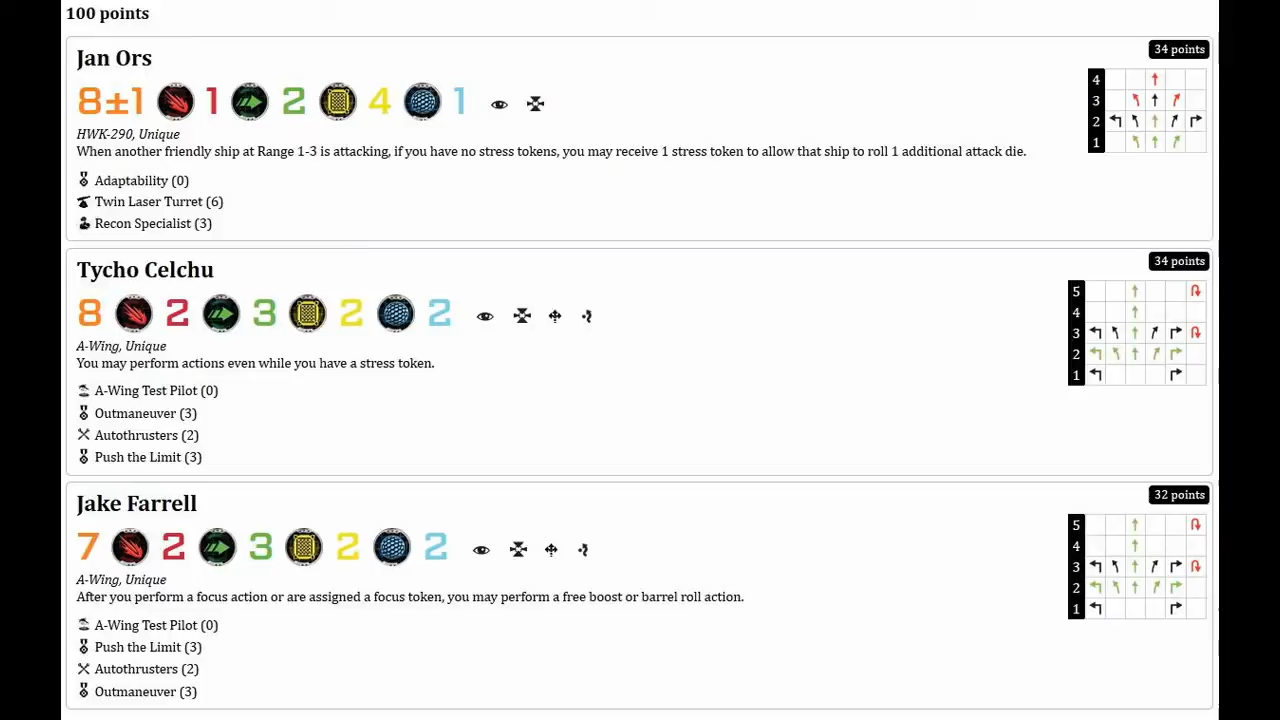 100 points
Jan Ors
34 points
8±1 1 2 4 1
HWK-290, Unique
When another friendly ship at Range 1-3 is attacking, if you have no stress tokens, you may receive 1 stress token to allow that ship to roll 1 additional attack die.
Adaptability (0)
Twin Laser Turret (6)
Recon Specialist (3)
4
3
2
1
Tycho Celchu
34 points
8 2 3 2 2
A-Wing, Unique
You may perform actions even while you have a stress token.
A-Wing Test Pilot (0)
Outmaneuver (3)
Autothrusters (2)
Push the Limit (3)
5
4
3
2
1
Jake Farrell
32 points
7 2 3 2 2
A-Wing, Unique
After you perform a focus action or are assigned a focus token, you may perform a free boost or barrel roll action.
A-Wing Test Pilot (0)
Push the Limit (3)
Autothrusters (2)
Outmaneuver (3)
5
4
3
2
1